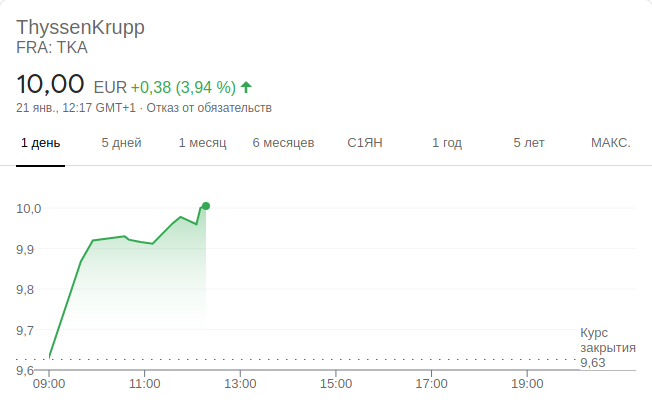 ThyssenKrupp
FRA: TKA
10,00 EUR +0,38 (3,94 %)
21 янв., 12:17 GMT+1 · Отказ от обязательств
1 день 5 дней 1 месяц 6 месяцев С1ЯН 1 год 5 лет МАКС.
10,0
9,9
9,8
9,7
Курс
закрытия
9,63
9,6
09:00 11:00 13:00 15:00 17:00 19:00